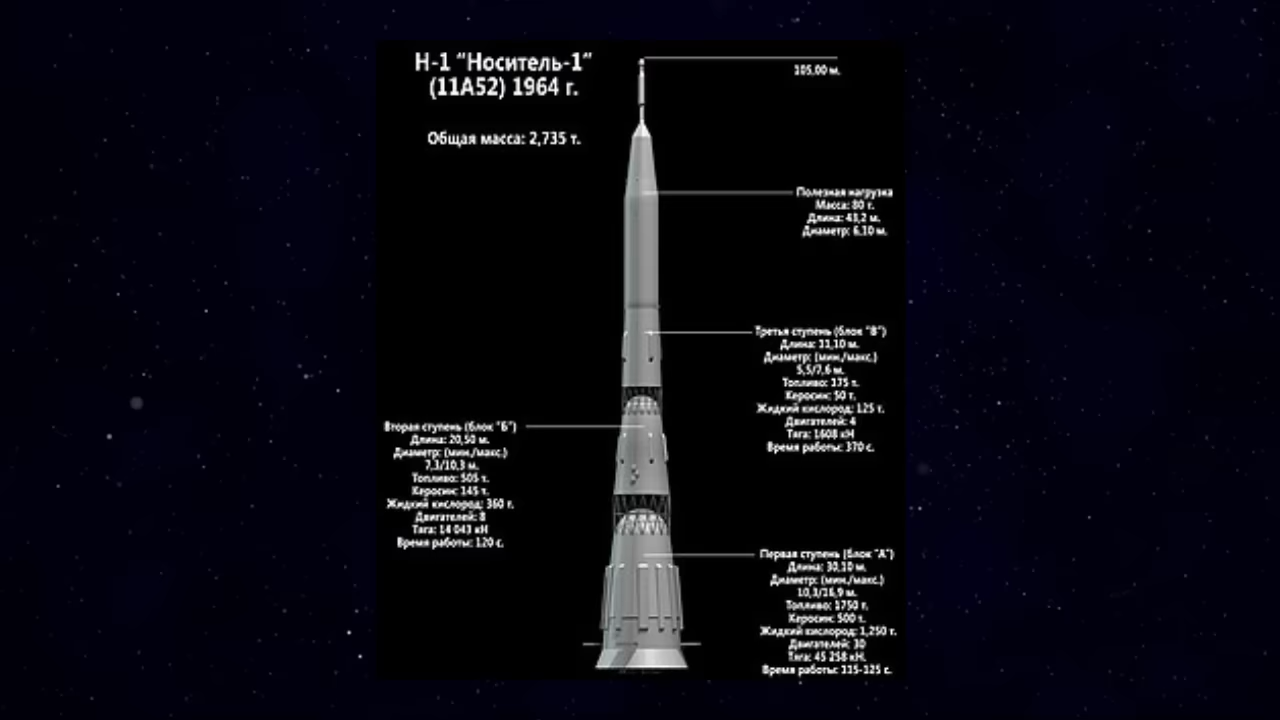 Н-1 “Носитель-1”
(11А52) 1964 г.
Общая масса: 2,735 т.
105,00 м.
Полезная нагрузка
Масса: 80 т.
Длина: 43,2 м.
Диаметр: 6,10 м.
Третья ступень (блок "В")
Длина: 11,10 м.
Диаметр: (мин./макс.)
5,5/7,6 м.
Топливо: 175 т.
Керосин: 50 т.
Жидкий кислород: 125 т.
Двигателей: 4
Тяга: 1608 кН
Время работы: 370 с.
Вторая ступень (блок "Б")
Длина: 20,50 м.
Диаметр: (мин./макс.)
7,3/10,3 м.
Топливо: 505 т.
Керосин: 145 т.
Жидкий кислород: 360 т.
Двигателей: 8
Тяга: 14 043 кН
Время работы: 120 с.
Первая ступень (блок "А")
Длина: 30,10 м.
Диаметр: (мин./макс.)
10,3/16,9 м.
Топливо: 1750 т.
Керосин: 500 т.
Жидкий кислород: 1,250 т.
Двигателей: 30
Тяга: 45 258 кН.
Время работы: 115-125 с.